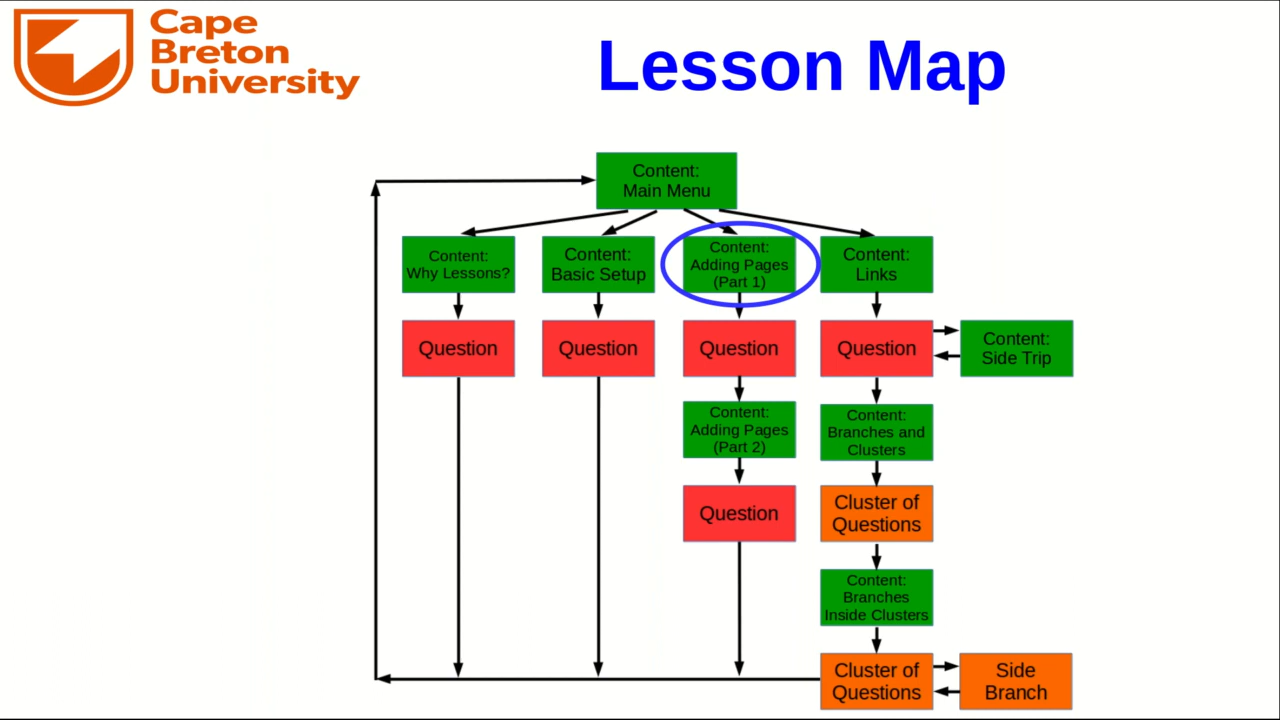 Cape
Breton
University
Lesson Map
Content:
Main Menu
Content:
Why Lessons?
Content:
Basic Setup
Content:
Adding Pages
(Part 1)
Content:
Links
Question
Question
Question
Question
Content:
Side Trip
Content:
Adding Pages
(Part 2)
Content:
Branches and
Clusters
Question
Cluster of
Questions
Content:
Branches
Inside Clusters
Cluster of
Questions
Side
Branch